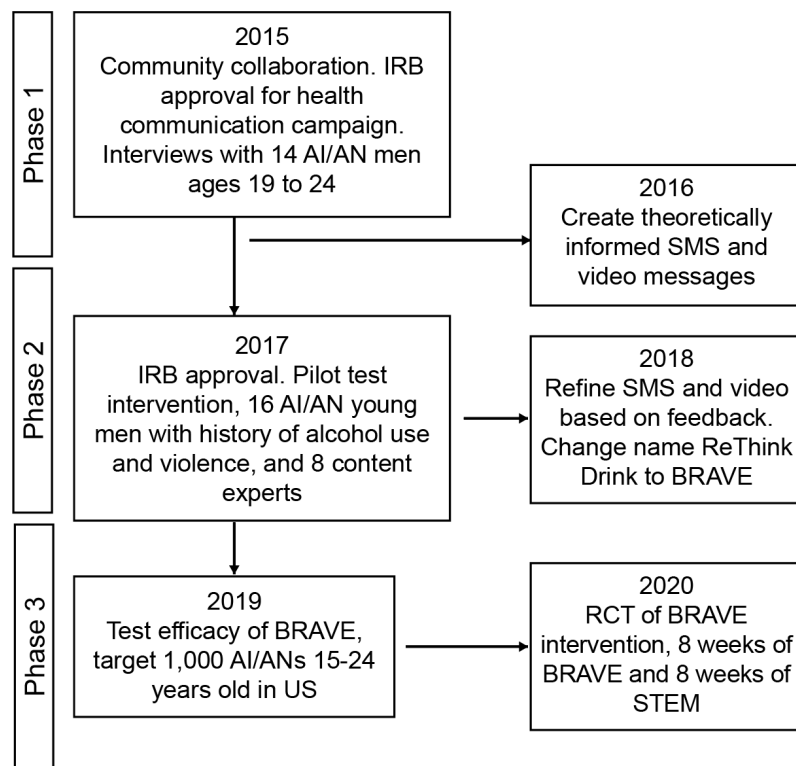 Phase 1
2015
Community collaboration. IRB
approval for health
communication campaign.
Interviews with 14 AI/AN men
ages 19 to 24
2016
Create theoretically
informed SMS and
video messages
Phase 2
2017
IRB approval. Pilot test
intervention, 16 AI/AN young
men with history of alcohol use
and violence, and 8 content
experts
2018
Refine SMS and video
based on feedback.
Change name ReThink
Drink to BRAVE
Phase 3
2019
Test efficacy of BRAVE,
target 1,000 AI/ANs 15-24
years old in US
2020
RCT of BRAVE
intervention, 8 weeks of
BRAVE and 8 weeks of
STEM